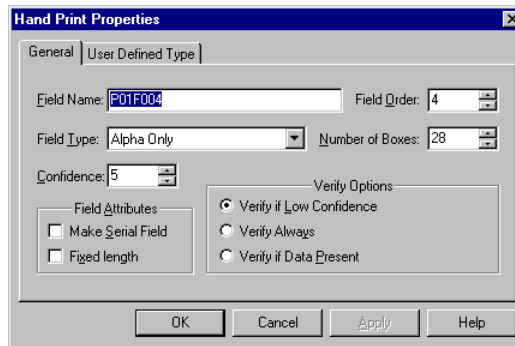 Hand Print Properties
General User Defined Type
Field Name: P01F004 Field Order: 4
Field Type: Alpha Only Number of Boxes: 28
Confidence: 5
Verify Options
Field Attributes
Verify if Low Confidence
Make Serial Field
Verify Always
Fixed length
Verify if Data Present
OK Cancel Apply Help